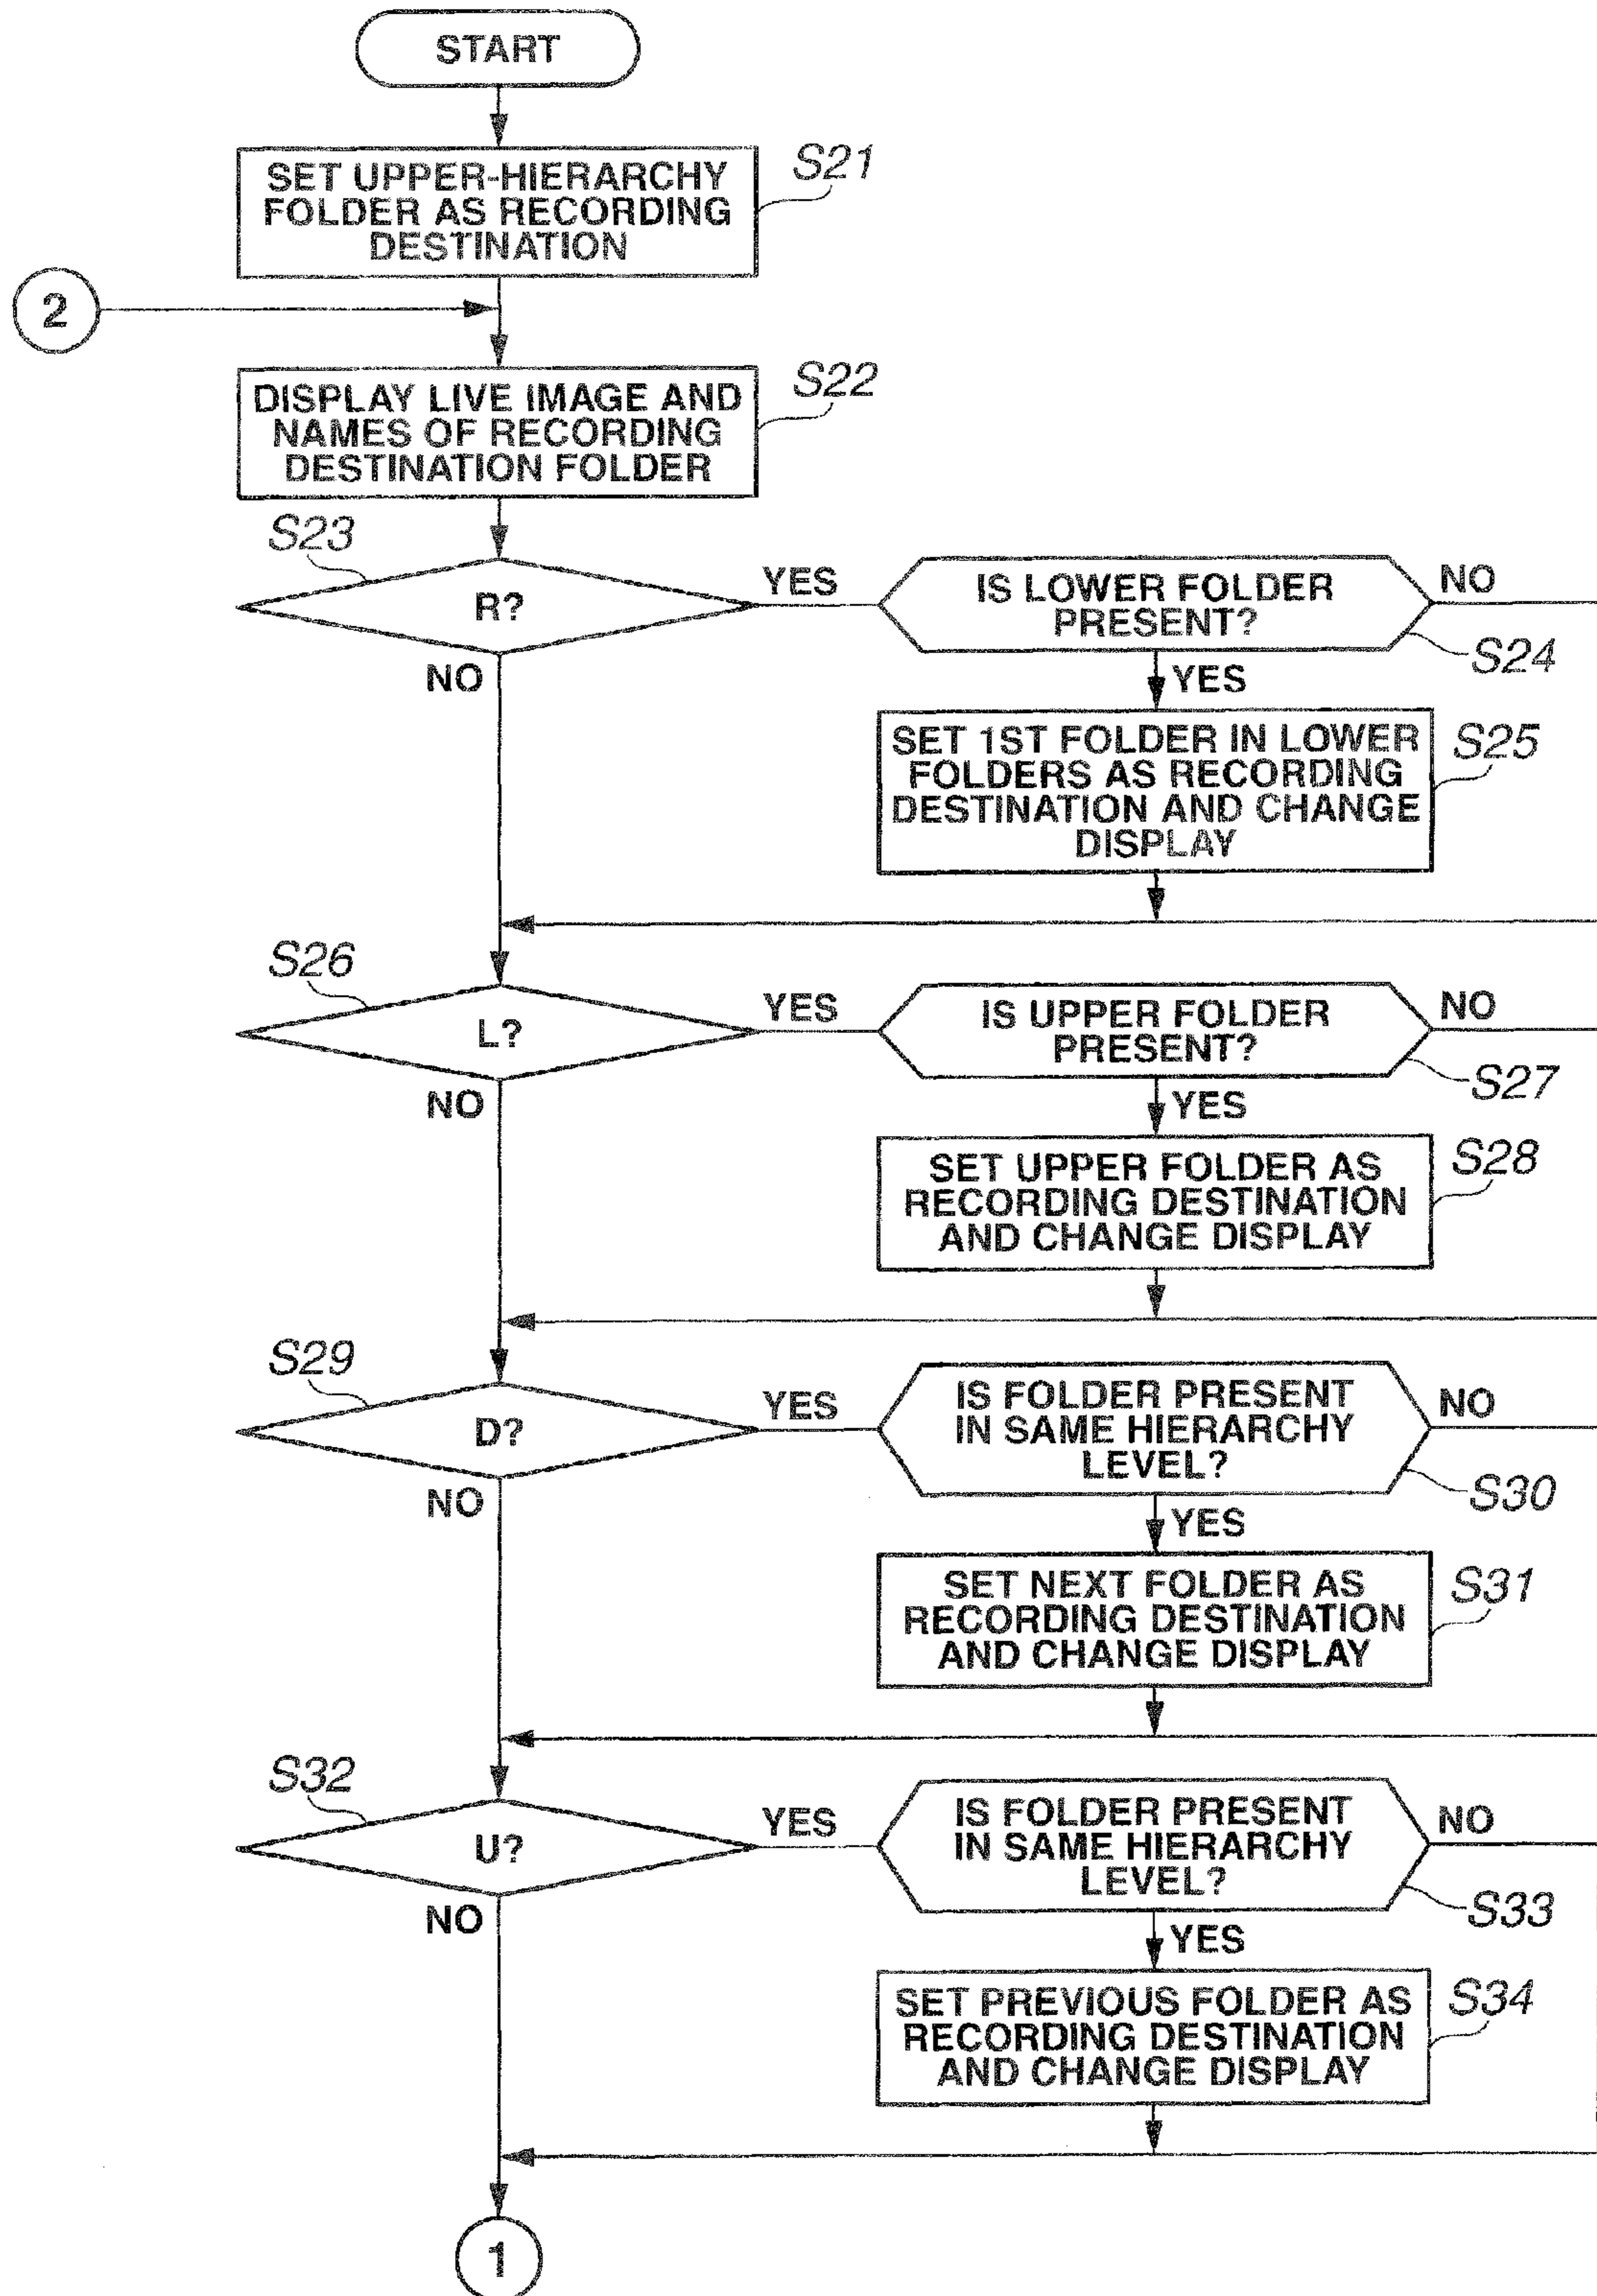 START
SET UPPER-HIERARCHY
FOLDER AS RECORDING
DESTINATION
S21
2
DISPLAY LIVE IMAGE AND
NAMES OF RECORDING
DESTINATION FOLDER
S22
S23
R?
YES
NO
IS LOWER FOLDER
PRESENT?
NO
S24
YES
SET 1ST FOLDER IN LOWER
FOLDERS AS RECORDING
DESTINATION AND CHANGE
DISPLAY
S25
S26
L?
YES
NO
IS UPPER FOLDER
PRESENT?
NO
S27
YES
SET UPPER FOLDER AS
RECORDING DESTINATION
AND CHANGE DISPLAY
S28
S29
D?
YES
NO
IS FOLDER PRESENT
IN SAME HIERARCHY
LEVEL?
NO
S30
YES
SET NEXT FOLDER AS
RECORDING DESTINATION
AND CHANGE DISPLAY
S31
S32
U?
YES
NO
IS FOLDER PRESENT
IN SAME HIERARCHY
LEVEL?
NO
S33
YES
SET PREVIOUS FOLDER AS
RECORDING DESTINATION
AND CHANGE DISPLAY
S34
1